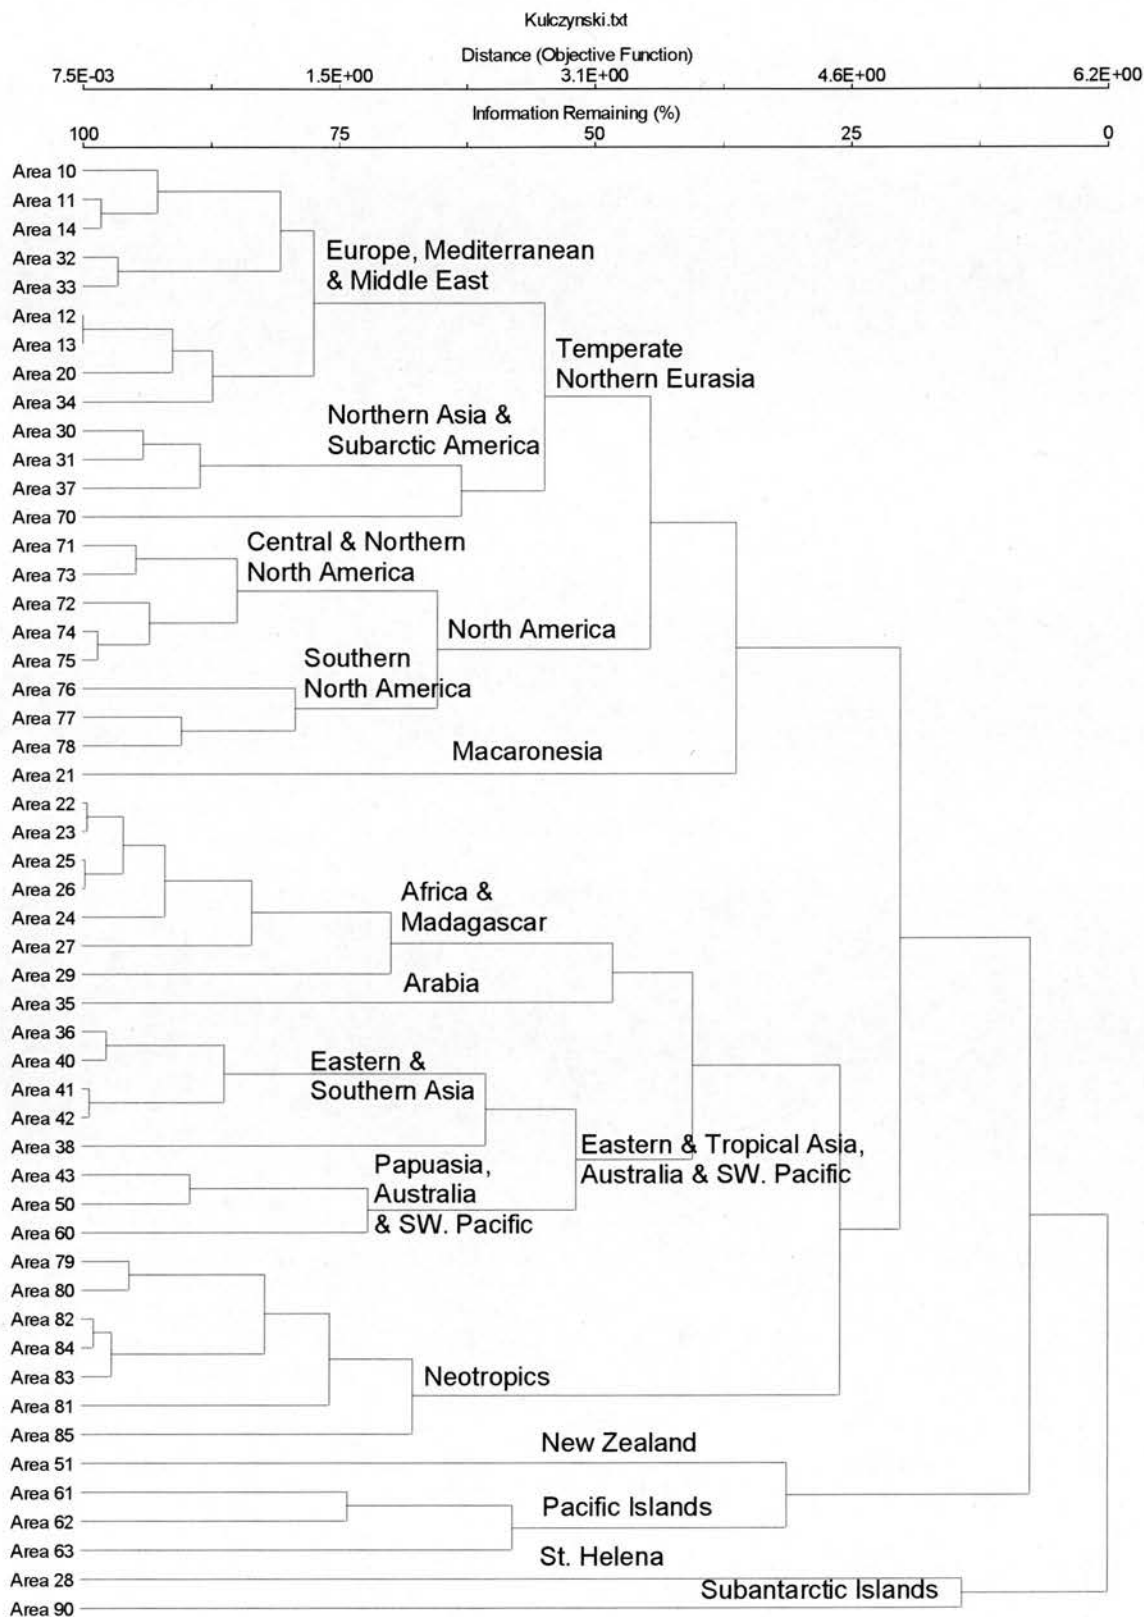 Kulczynski.txt
Distance (Objective Function)
7.5E-03 1.5E+00 3.1E+00 4.6E+00 6.2E+00
Information Remaining (%)
100 75 50 25 0
Area 10
Area 11
Area 14
Area 32
Area 33
Area 12
Area 13
Area 20
Area 34
Area 30
Area 31
Area 37
Area 70
Area 71
Area 73
Area 72
Area 74
Area 75
Area 76
Area 77
Area 78
Area 21
Area 22
Area 23
Area 25
Area 26
Area 24
Area 27
Area 29
Area 35
Area 36
Area 40
Area 41
Area 42
Area 38
Area 43
Area 50
Area 60
Area 79
Area 80
Area 82
Area 84
Area 83
Area 81
Area 85
Area 51
Area 61
Area 62
Area 63
Area 28
Area 90
Europe, Mediterranean
& Middle East
Temperate
Northern Eurasia
Northern Asia &
Subarctic America
Central & Northern
North America
North America
Southern
North America
Macaronesia
Africa &
Madagascar
Arabia
Eastern &
Southern Asia
Eastern & Tropical Asia,
Australia & SW. Pacific
Papuasia,
Australia
& SW. Pacific
Neotropics
New Zealand
Pacific Islands
St. Helena
Subantarctic Islands